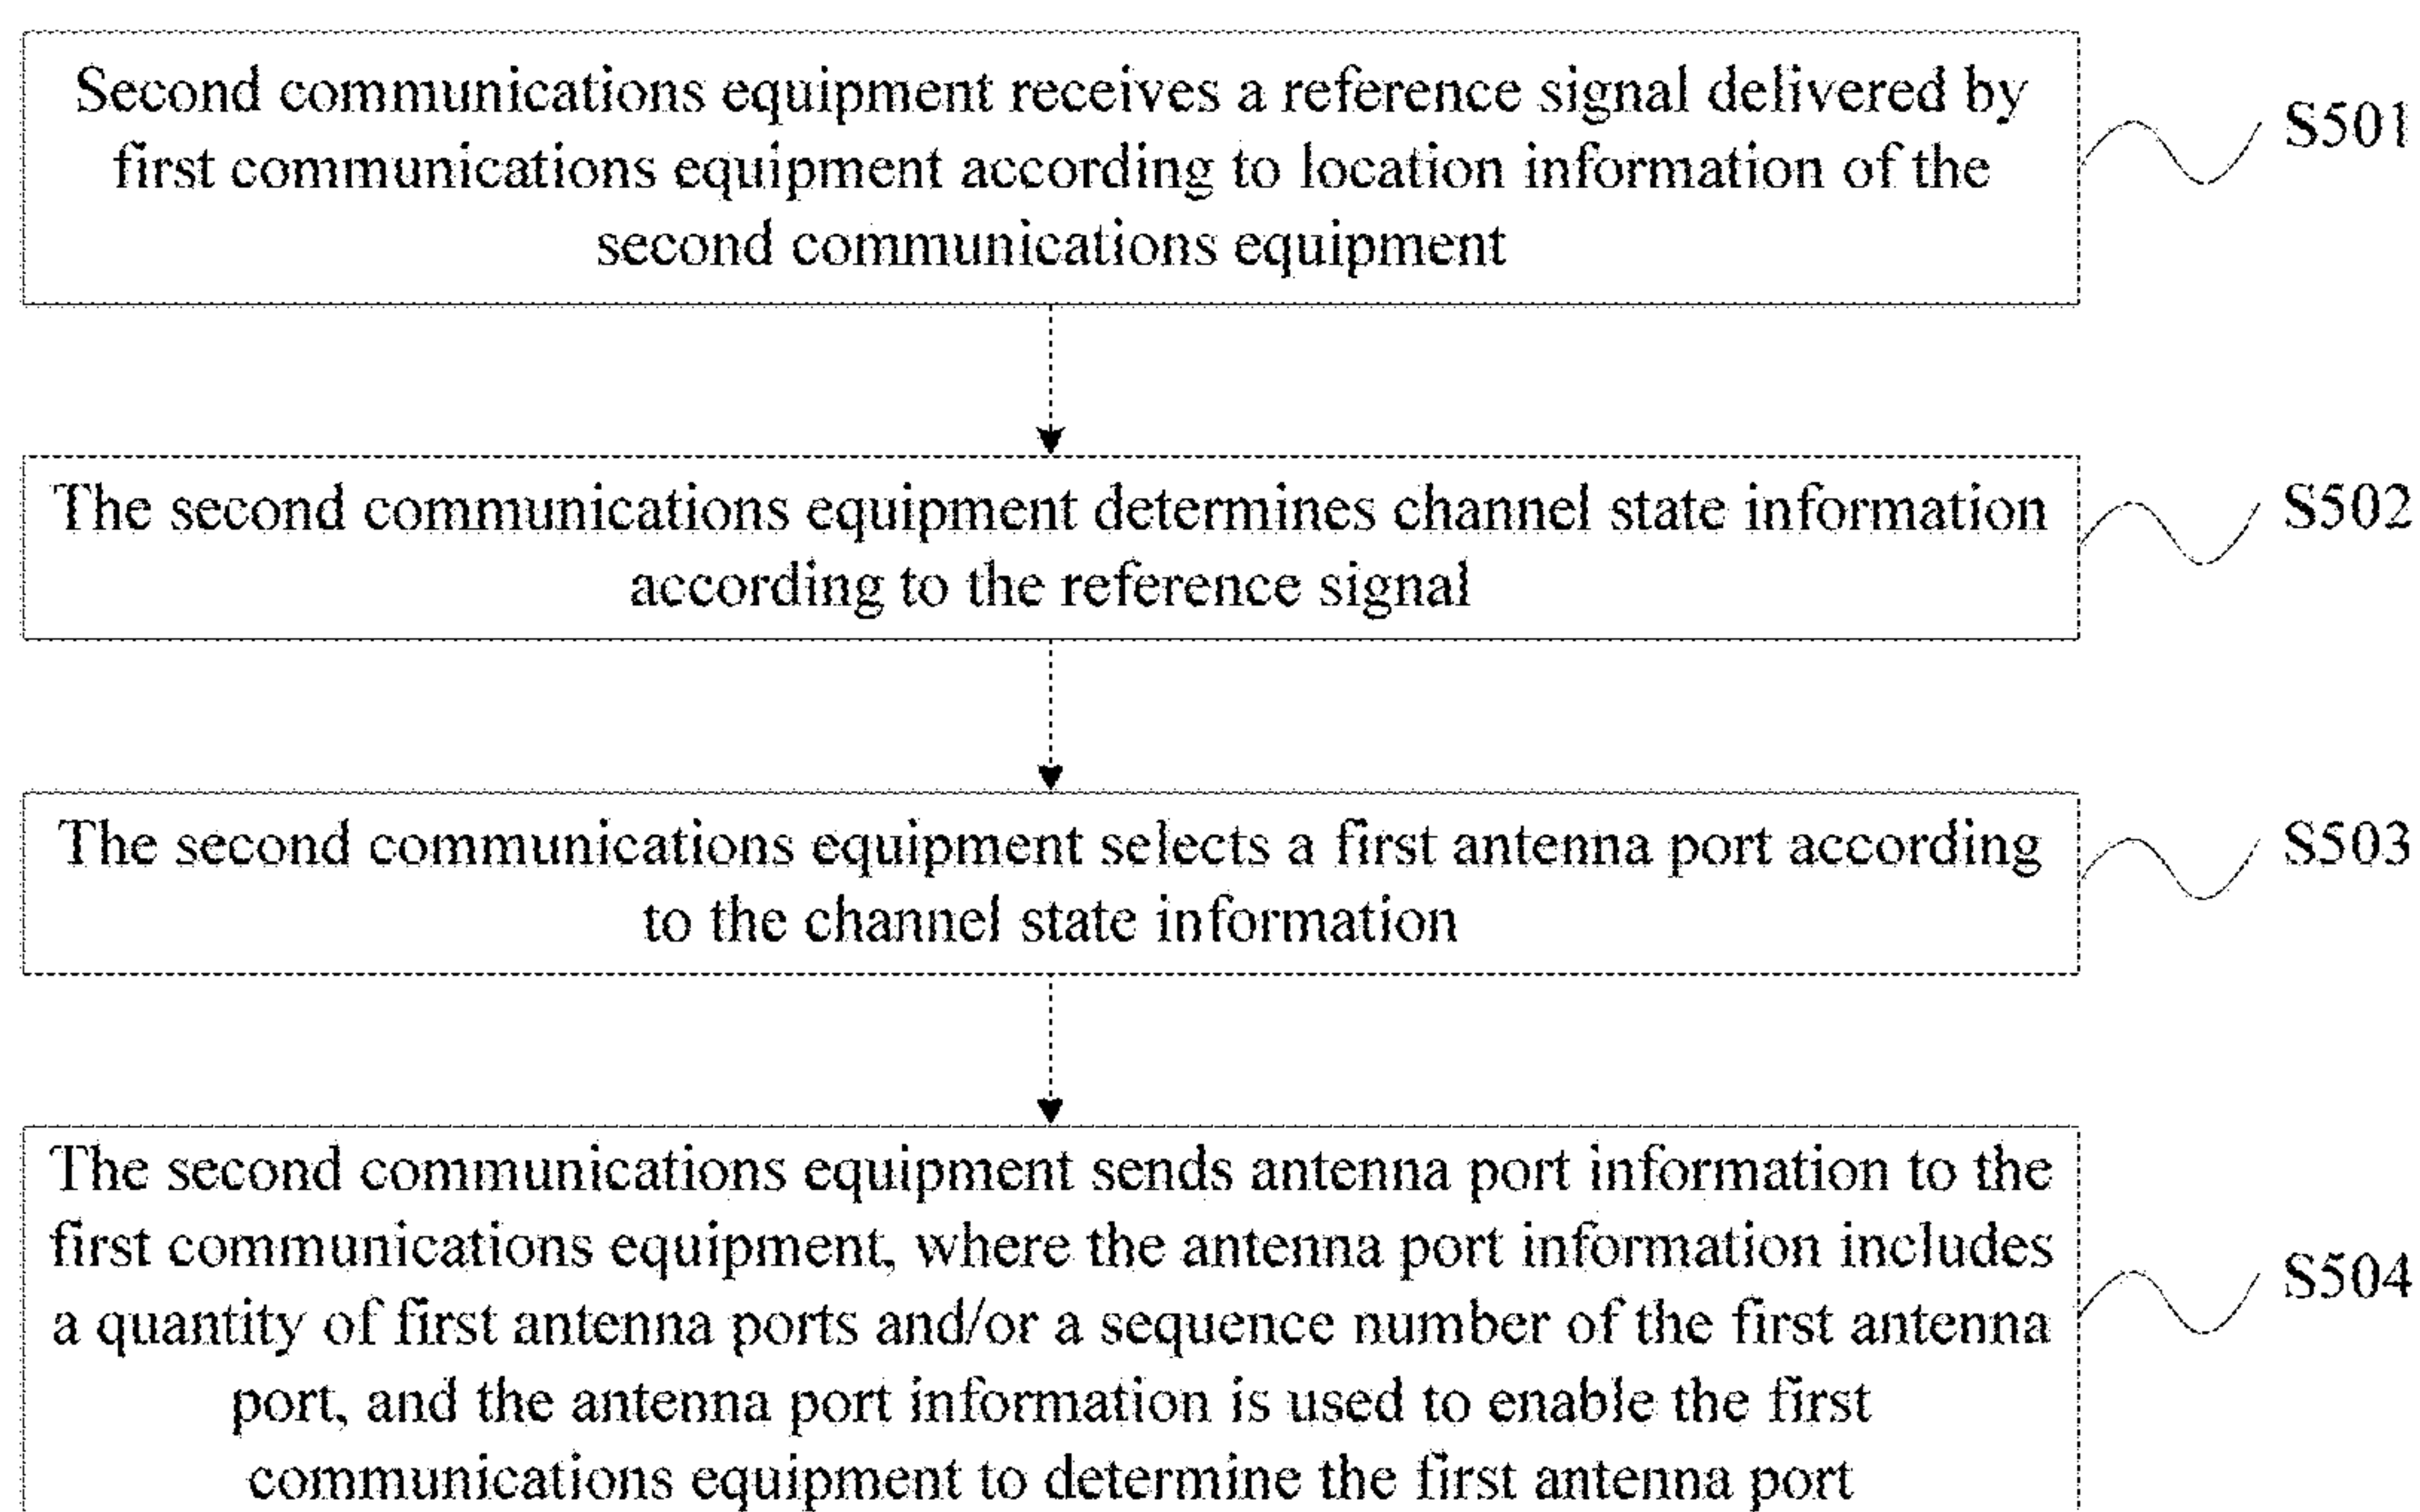 Second communications equipment receives a reference signal delivered by
first communications equipment according to location information of the
second communications equipment
S501
The second communications equipment determines channel state information
according to the reference signal
S502
The second communications equipment selects a first antenna port according
to the channel state information
S503
The second communications equipment sends antenna port information to the
first communications equipment, where the antenna port information includes
a quantity of first antenna ports and/or a sequence number of the first antenna
port, and the antenna port information is used to enable the first
communications equipment to determine the first antenna port
S504